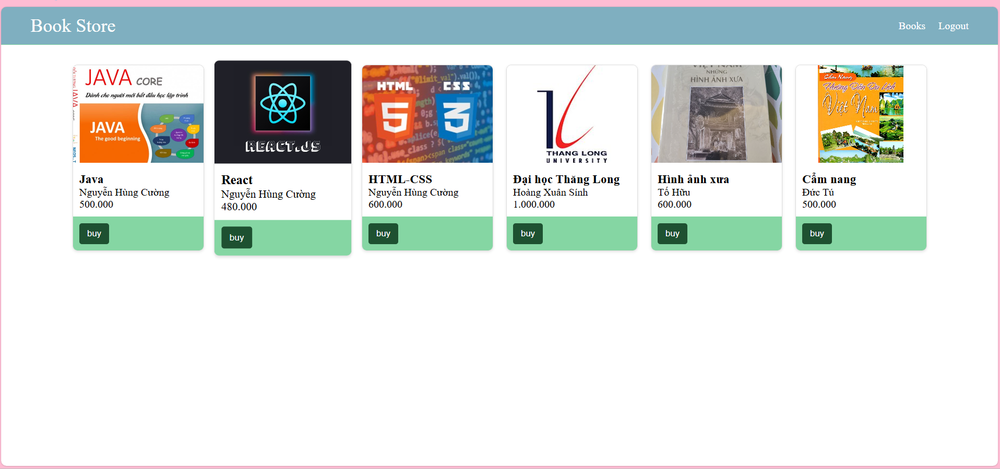 Book Store
Books
Logout
JAVA CORE
Dành cho người mới bắt đầu học lập trình
JAVA
The good beginning
REACT.JS
HTML
CSS
5
3
THANG LONG
UNIVERSITY
VIỆT NAM
NHỮNG
HÌNH ẢNH XƯA
Cẩm Nang
Hướng Dẫn Du Lịch
Việt Nam
Java
Nguyễn Hùng Cường
500.000
buy
React
Nguyễn Hùng Cường
480.000
buy
HTML-CSS
Nguyễn Hùng Cường
600.000
buy
Đại học Thăng Long
Hoàng Xuân Sính
1.000.000
buy
Hình ảnh xưa
Tố Hữu
600.000
buy
Cẩm nang
Đức Tú
500.000
buy